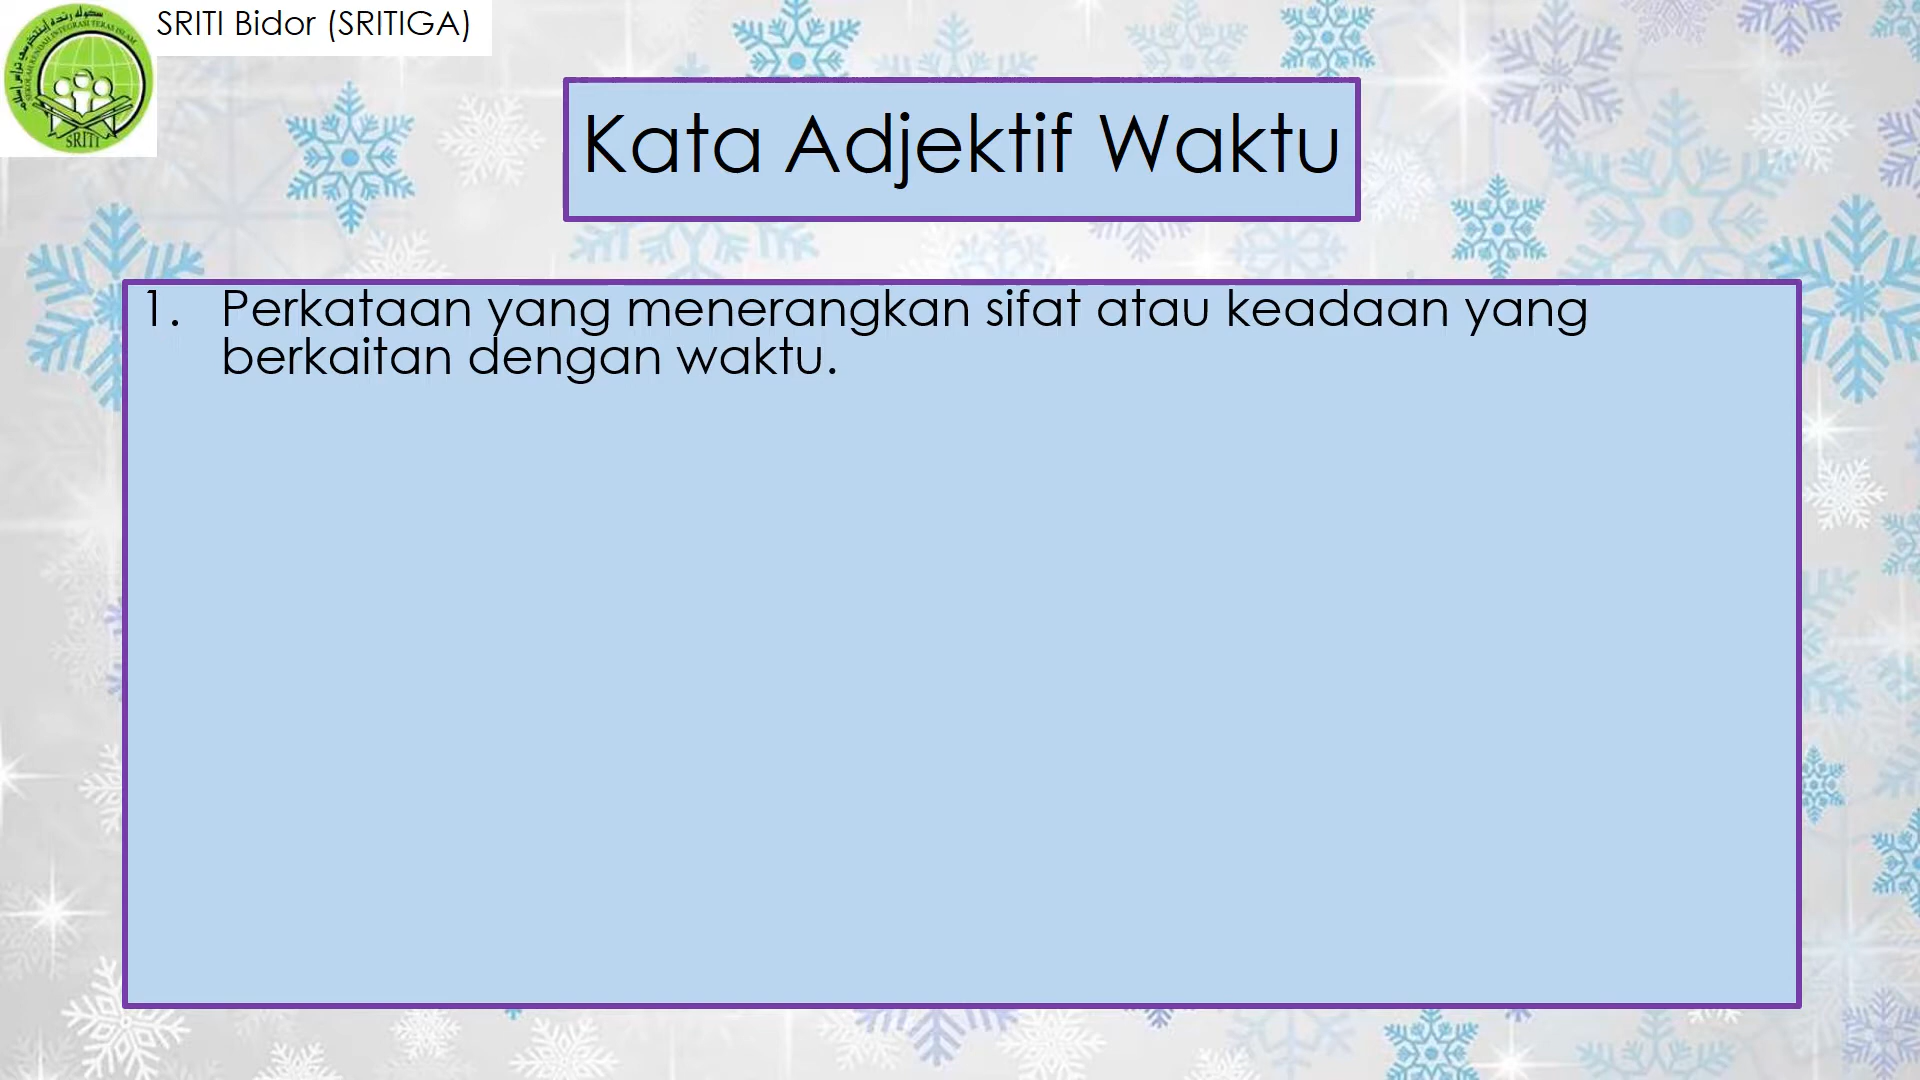 SRITI Bidor (SRITIGA)
SRITI
Kata Adjektif Waktu
1. Perkataan yang menerangkan sifat atau keadaan yang
berkaitan dengan waktu.